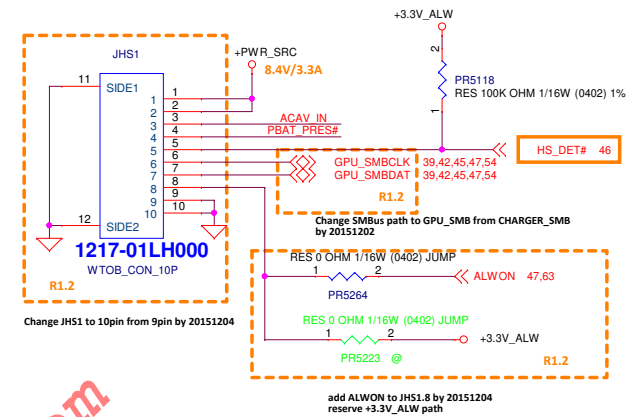 +3.3V_ALW
JHS1
+PWR_SRC
8.4V/3.3A
11 SIDE1
2
PR5118
RES 100K OHM 1/16W (0402) 1%
1
1 1
2 2
3 3 ACAV_IN
4 4 PBAT_PRES#
5 5 HS_DET# 46
6 6 GPU_SMBCLK 39,42,45,47,54
7 7 GPU_SMBDAT 39,42,45,47,54
8 8
9 9
10 10
R1.2
12 SIDE2
Change SMBus path to GPU_SMB from CHARGER_SMB
by 20151202
1217-01LH000
WTOB_CON_10P
R1.2
RES 0 OHM 1/16W (0402) JUMP
1 2 ALWON 47,63
PR5264
Change JHS1 to 10pin from 9pin by 20151204
RES 0 OHM 1/16W (0402) JUMP
1 2 +3.3V_ALW
PR5223 @
R1.2
add ALWON to JHS1.8 by 20151204
reserve +3.3V_ALW path
om